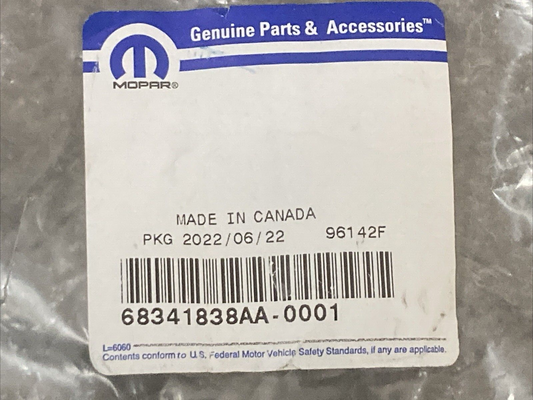 Genuine Parts & Accessories™
MOPAR®
MADE IN CANADA
PKG 2022/06/22 96142F
68341838AA-0001
L=6060
Contents conform to U.S. Federal Motor Vehicle Safety Standards, if any are applicable.